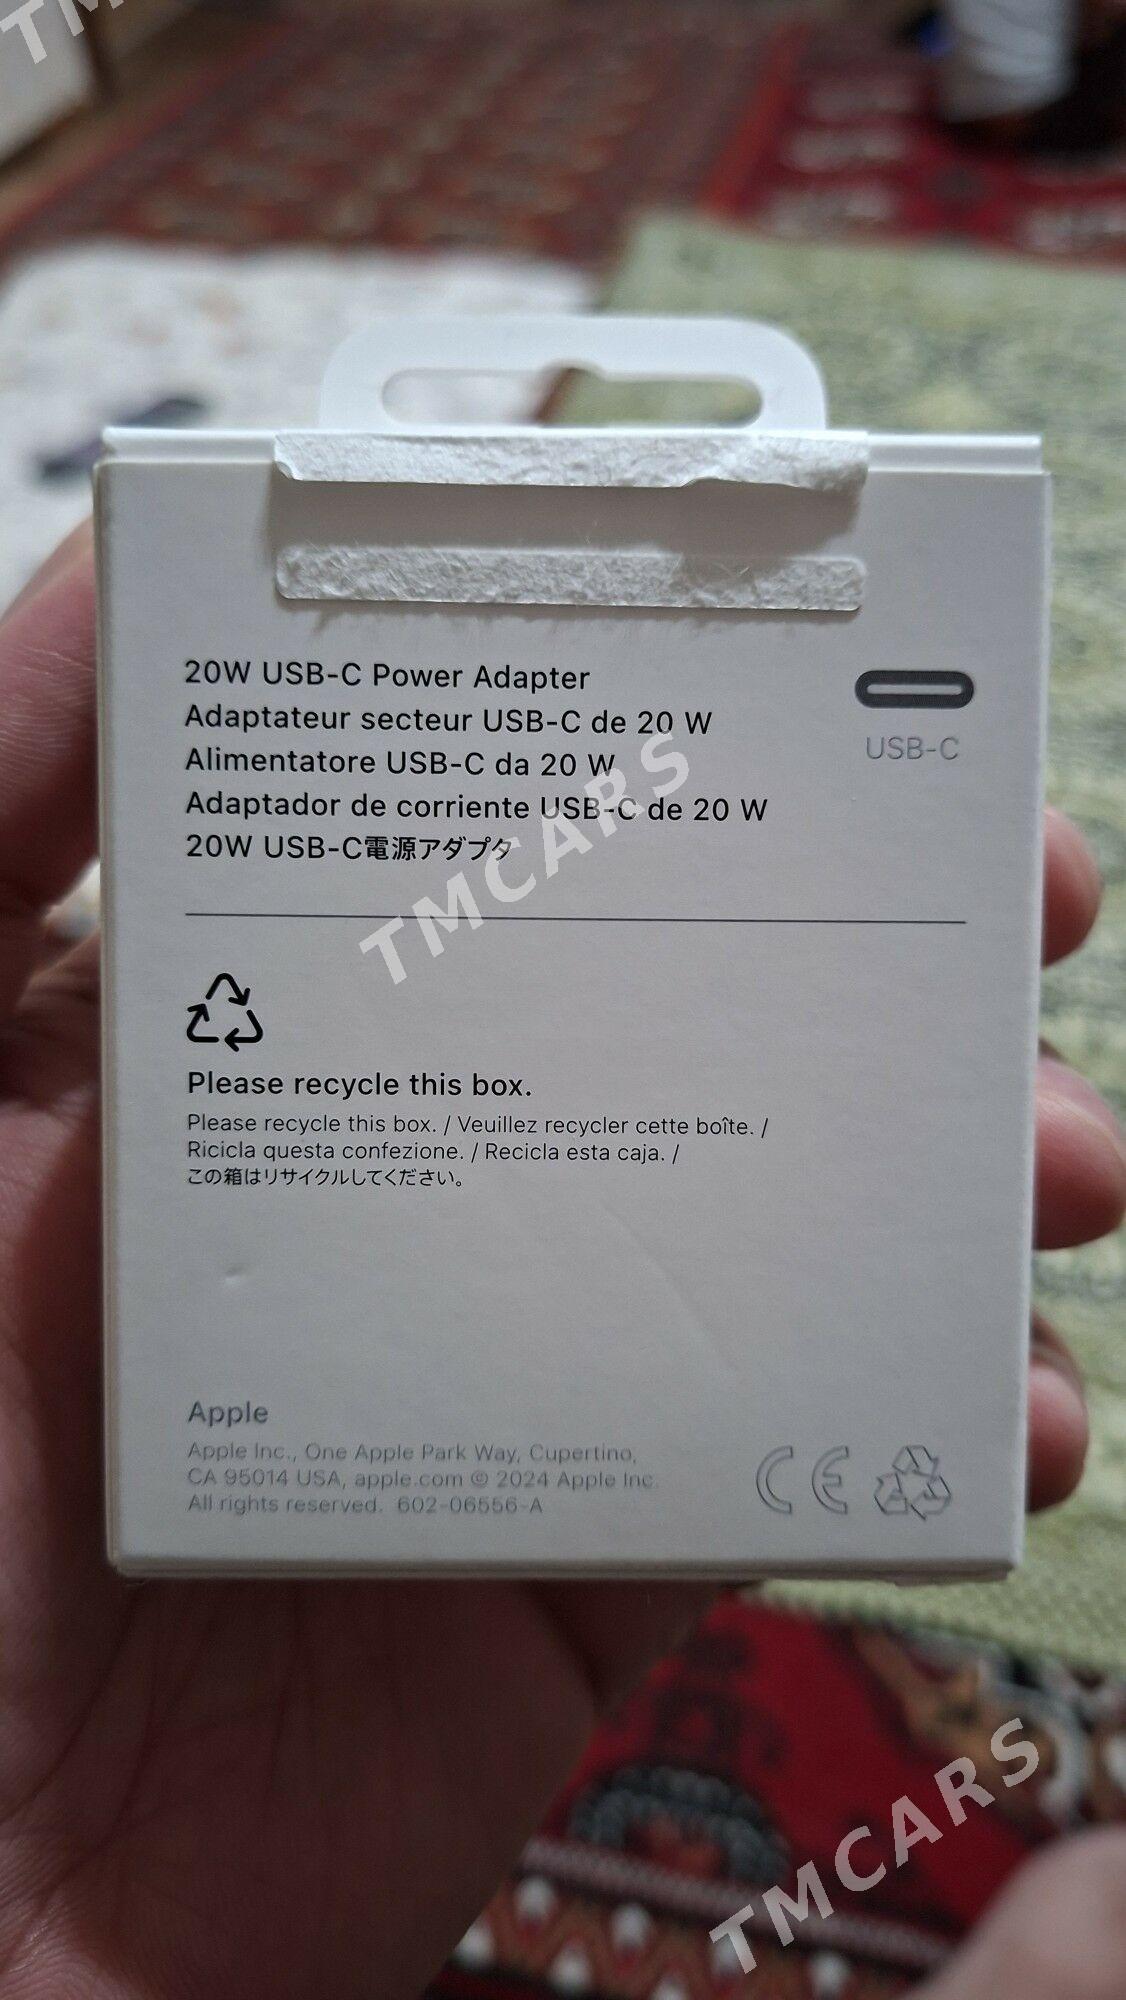 TM
20W USB-C Power Adapter
Adaptateur secteur USB-C de 20 W
Alimentatore USB-C da 20 W
Adaptador de corriente USB-C de 20 W
20W USB-C電源アダプタ
USB-C
TMCARS
Please recycle this box.
Please recycle this box. / Veuillez recycler cette boîte. /
Ricicla questa confezione. / Recicla esta caja. /
この箱はリサイクルしてください。
Apple
Apple Inc., One Apple Park Way, Cupertino,
CA 95014 USA, apple.com © 2024 Apple Inc.
All rights reserved. 602-06556-A
CE
TMCARS